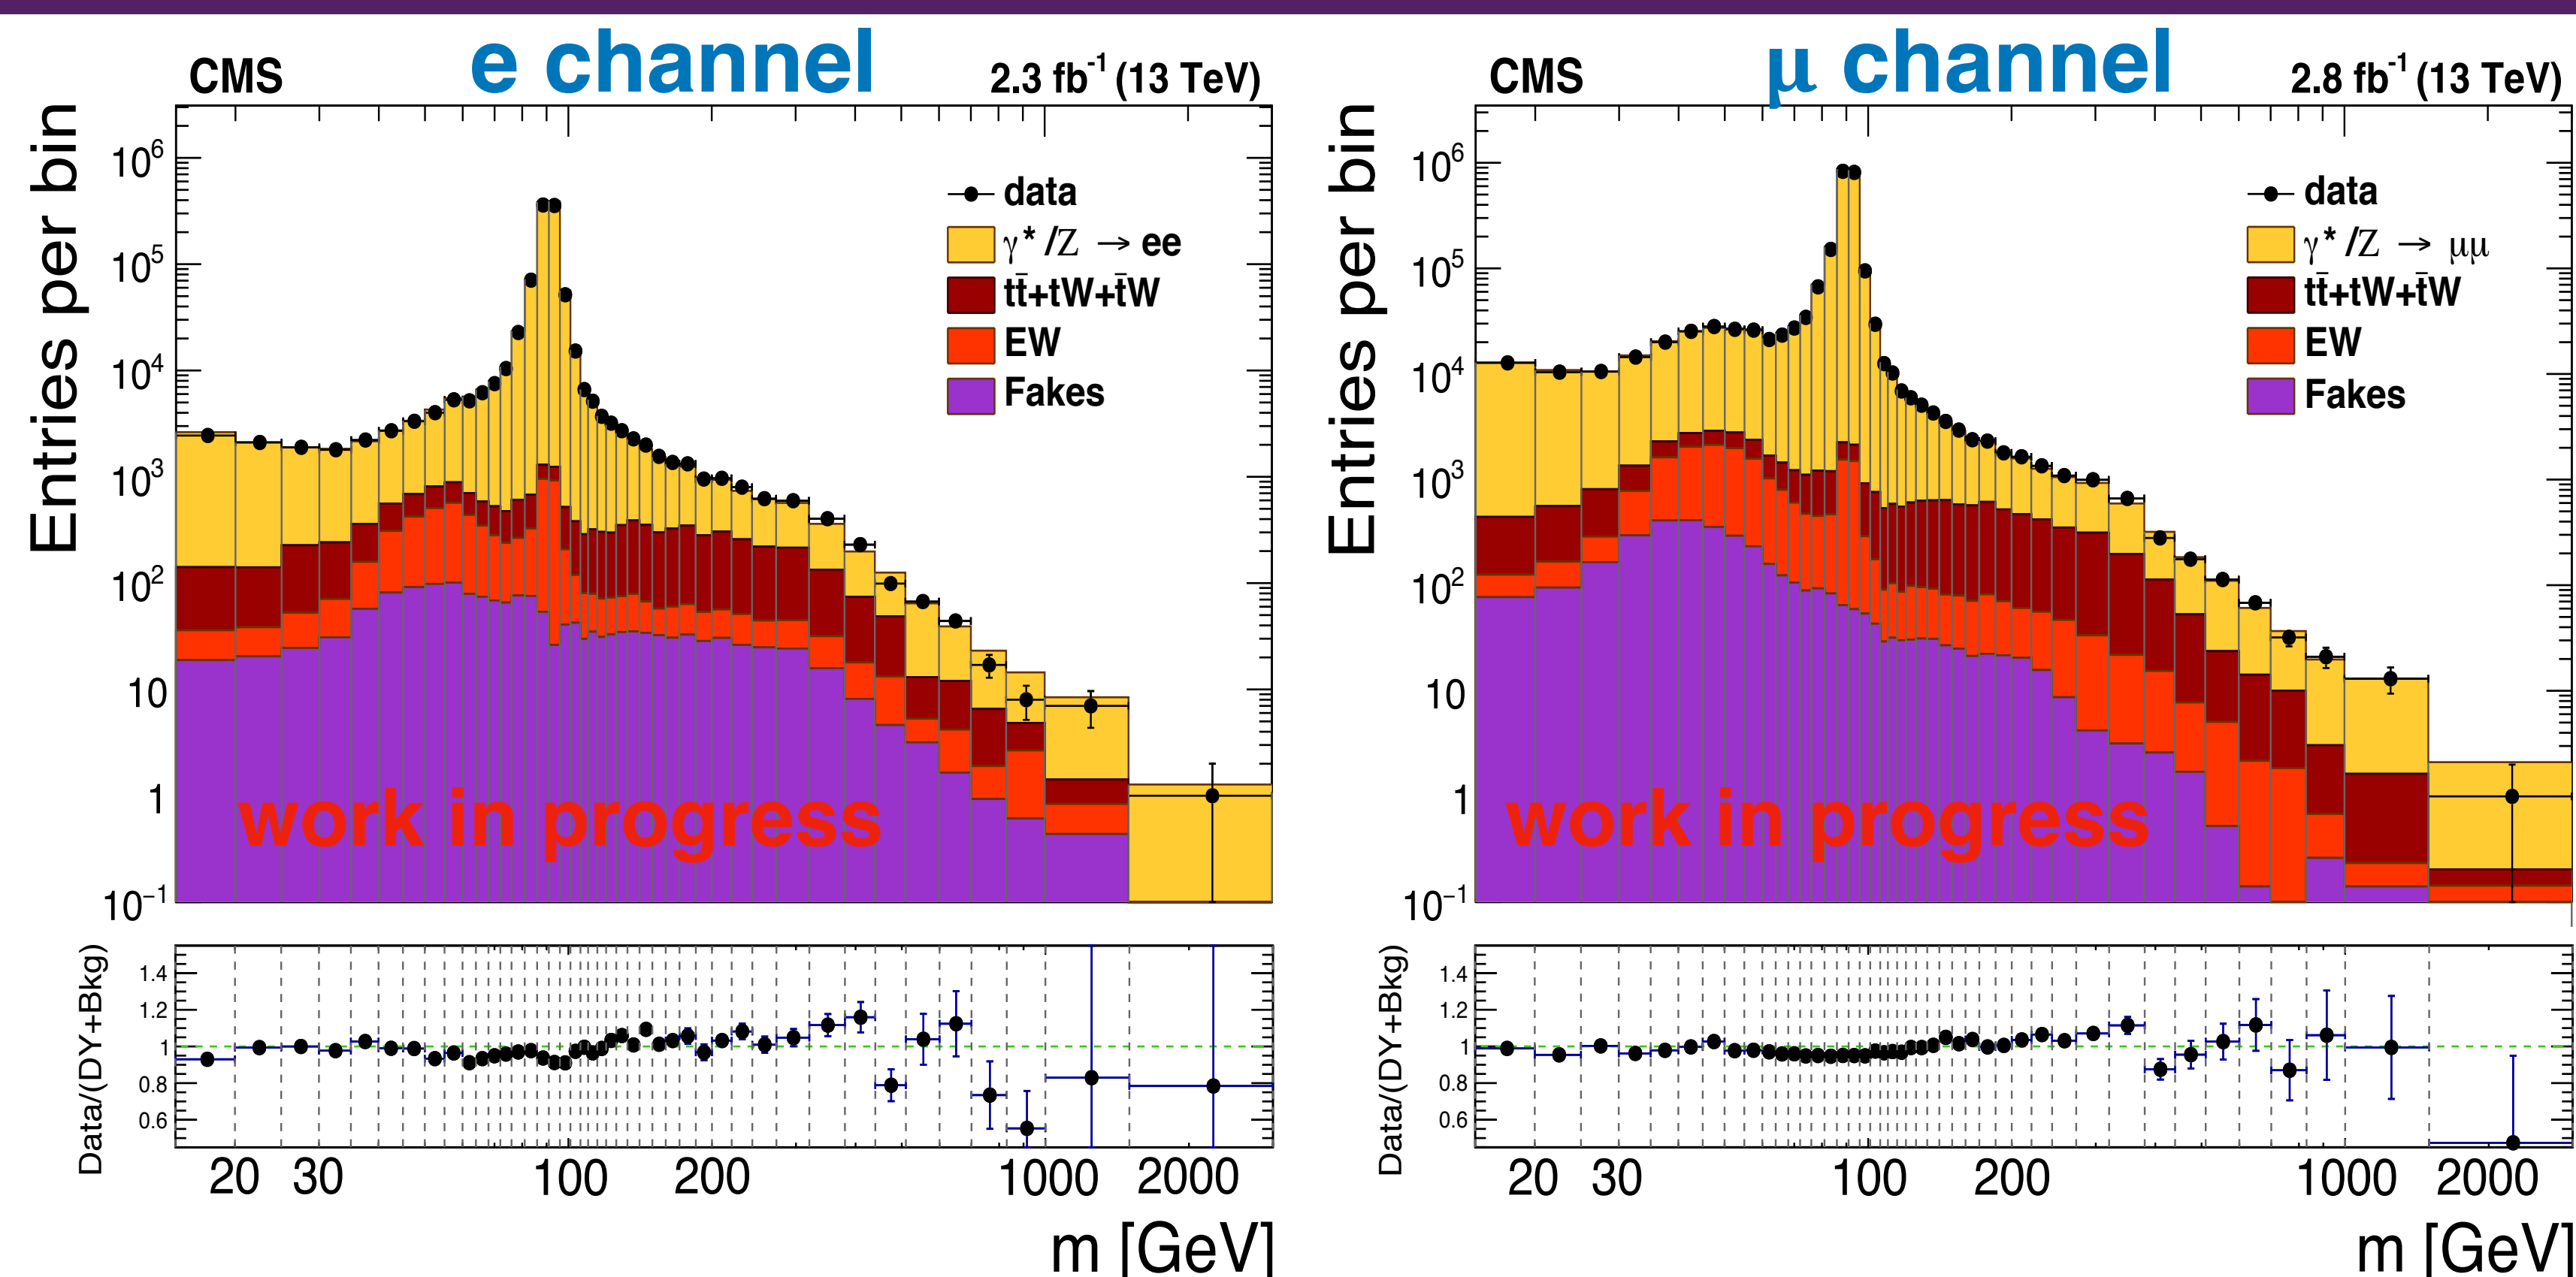 e channel
CMS
2.3 fb⁻¹ (13 TeV)
Entries per bin
10⁶
10⁵
10⁴
10³
10²
10
1
10⁻¹
data
γ* /Z → ee
tt̄+tW+t̄W
EW
Fakes
work in progress
Data/(DY+Bkg)
1.4
1.2
1
0.8
0.6
20 30 100 200 1000 2000
m [GeV]
μ channel
CMS
2.8 fb⁻¹ (13 TeV)
Entries per bin
10⁶
10⁵
10⁴
10³
10²
10
1
10⁻¹
data
γ* /Z → μμ
tt̄+tW+t̄W
EW
Fakes
work in progress
Data/(DY+Bkg)
1.4
1.2
1
0.8
0.6
20 30 100 200 1000 2000
m [GeV]